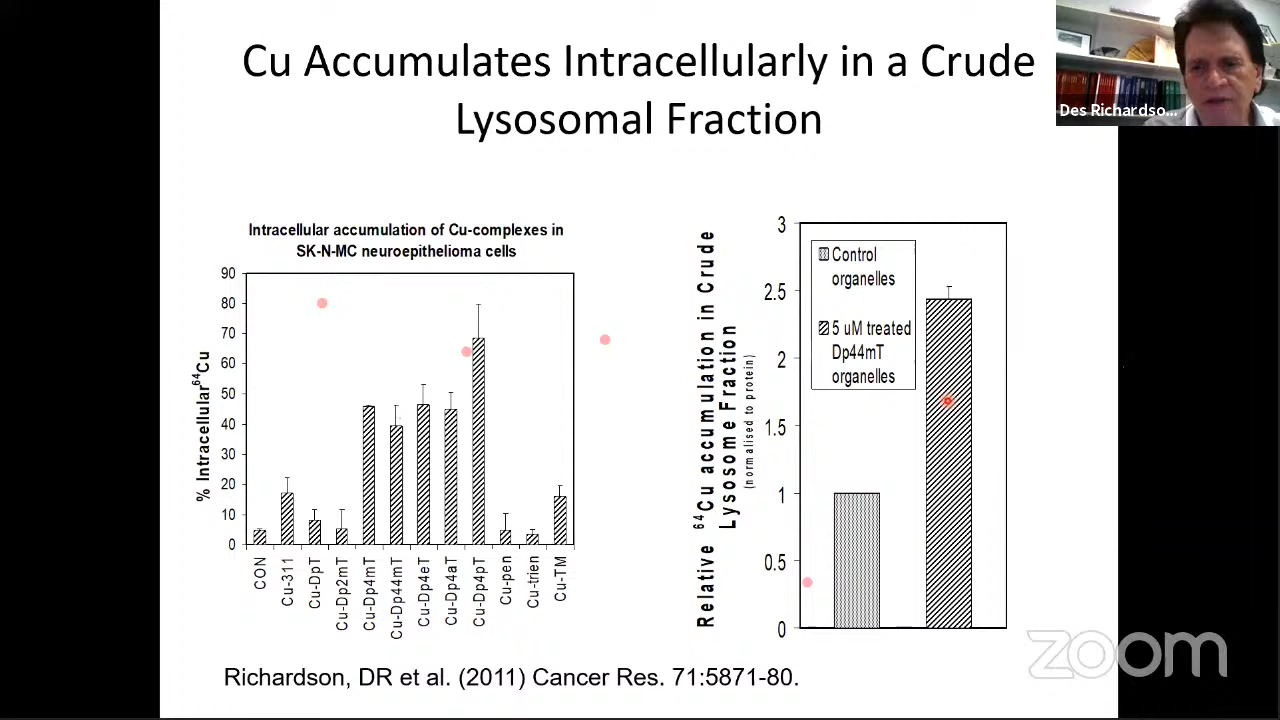 Cu Accumulates Intracellularly in a Crude
Lysosomal Fraction
Des Richardso...
Intracellular accumulation of Cu-complexes in
SK-N-MC neuroepithelioma cells
% Intracellular⁶⁴Cu
90
80
70
60
50
40
30
20
10
0
CON
Cu-311
Cu-DpT
Cu-Dp2mT
Cu-Dp4mT
Cu-Dp44mT
Cu-Dp4eT
Cu-Dp4aT
Cu-Dp4pT
Cu-pen
Cu-trien
Cu-TM
Relative ⁶⁴Cu accumulation in Crude
Lysosome Fraction
(normalised to protein)
3
2.5
2
1.5
1
0.5
0
Control
organelles
5 uM treated
Dp44mT
organelles
Richardson, DR et al. (2011) Cancer Res. 71:5871-80.
zoom